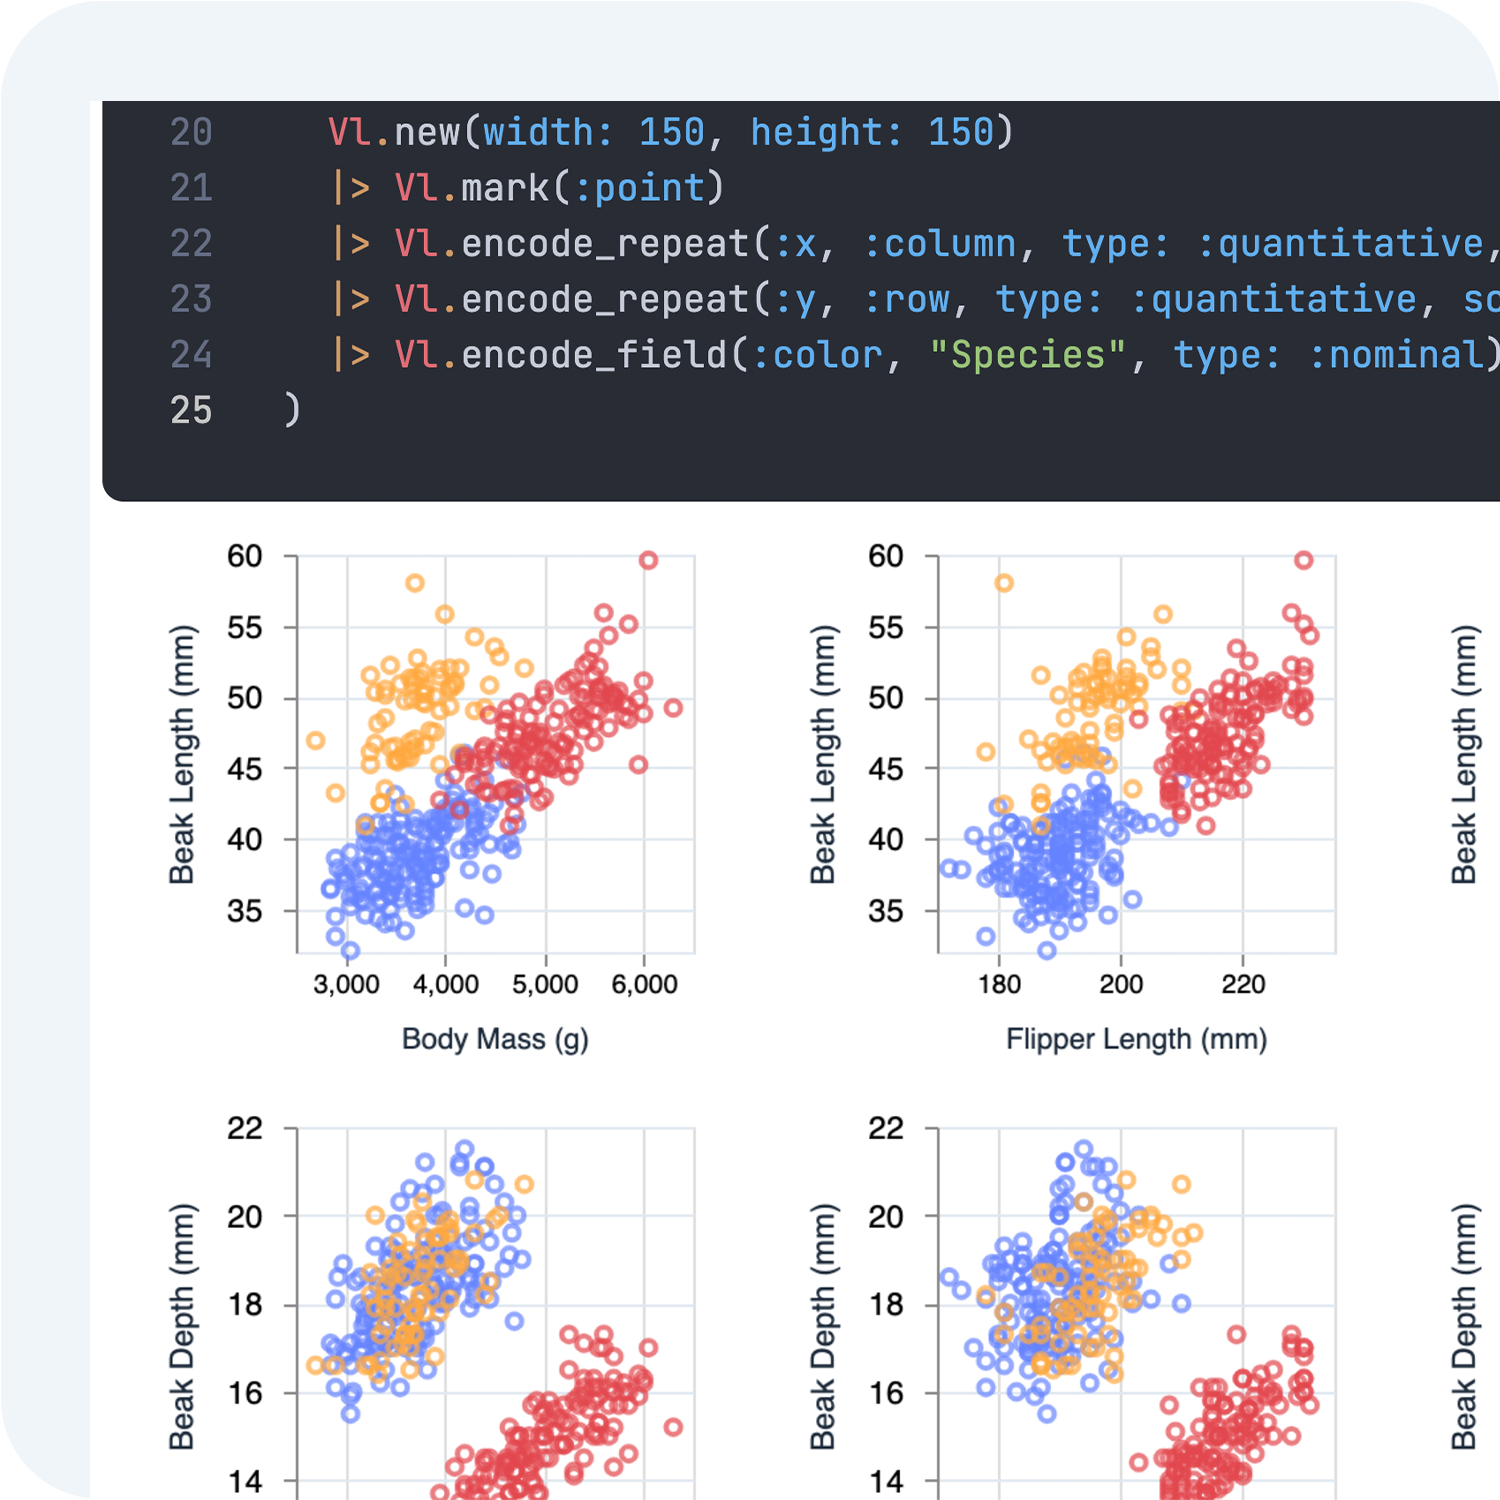 20 Vl.new(width: 150, height: 150)
21 |> Vl.mark(:point)
22 |> Vl.encode_repeat(:x, :column, type: :quantitative,
23 |> Vl.encode_repeat(:y, :row, type: :quantitative, sc
24 |> Vl.encode_field(:color, "Species", type: :nominal)
25 )
60
55
50
45
40
35
Beak Length (mm)
3,000 4,000 5,000 6,000
Body Mass (g)
60
55
50
45
40
35
Beak Length (mm)
180 200 220
Flipper Length (mm)
Beak Length (mm)
22
20
18
16
14
Beak Depth (mm)
22
20
18
16
14
Beak Depth (mm)
Beak Depth (mm)